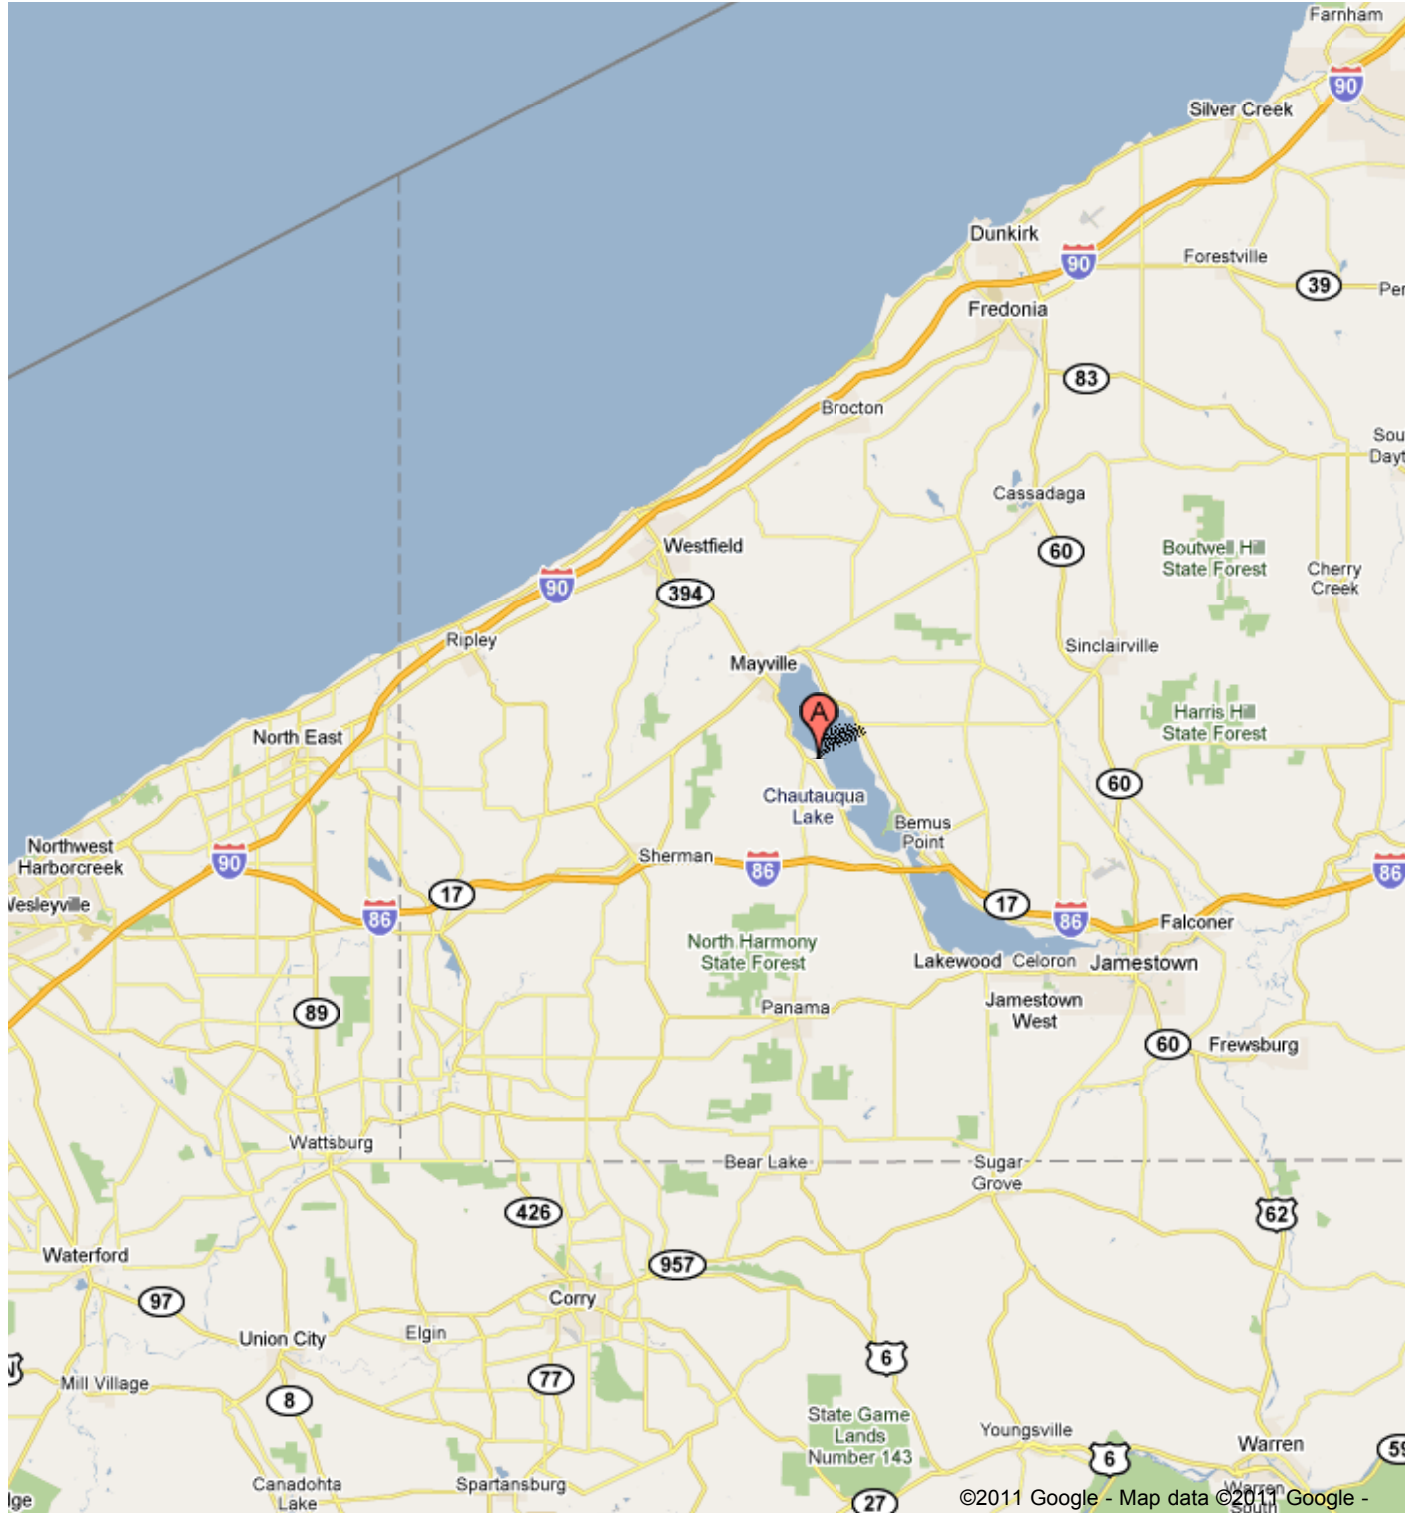 Farnham
90
Silver Creek
Dunkirk
90
Forestville
39
Fredonia
83
Brocton
Cassadaga
60
Boutwell Hill
State Forest
Cherry
Creek
Westfield
90
394
Ripley
Sinclairville
Mayville
A
Harris Hill
State Forest
North East
60
Chautauqua
Lake
Bemus
Point
Northwest
Harborcreek
90
Sherman
86
86
17
17
86
86
Wesleyville
Falconer
North Harmony
State Forest
Lakewood
Celoron
Jamestown
Jamestown
West
Panama
89
60
Frewsburg
Wattsburg
Bear Lake
Sugar
Grove
426
62
Waterford
957
97
Corry
Union City
Elgin
6
Mill Village
77
8
State Game
Lands
Number 143
Youngsville
Warren
6
Canadohta
Lake
Spartansburg
Warren
South
27
©2011 Google - Map data ©2011 Google -